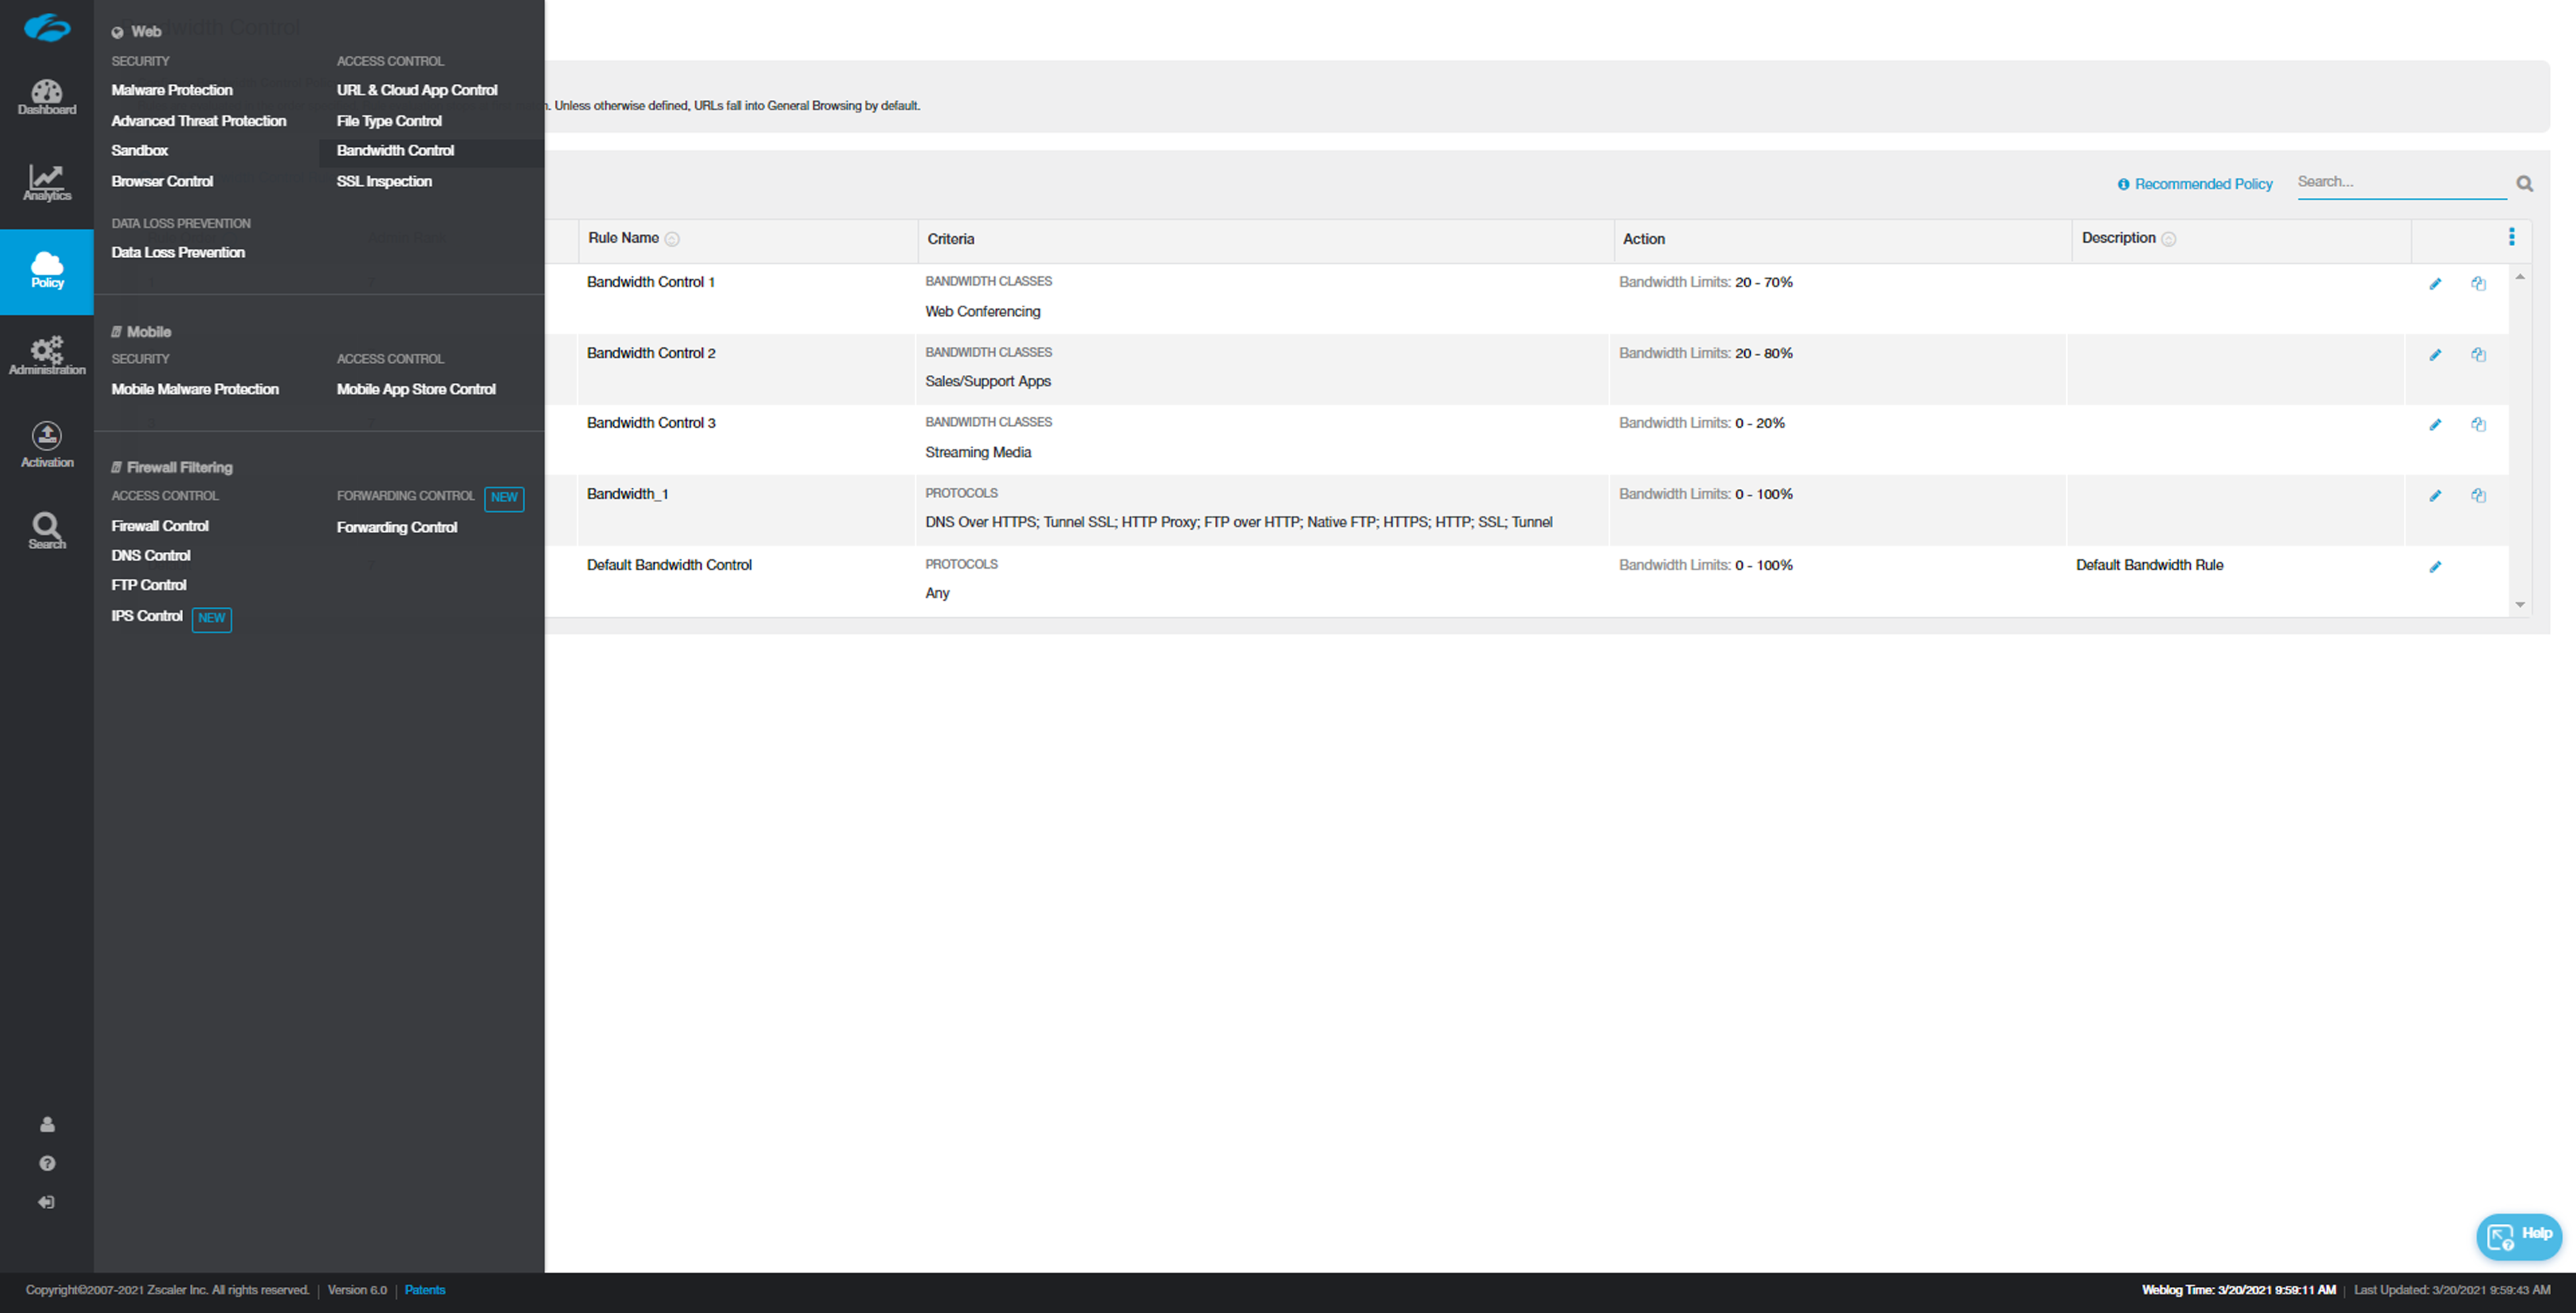 Dashboard
Analytics
Policy
Administration
Activation
Search
Web
SECURITY
Malware Protection
Advanced Threat Protection
Sandbox
Browser Control
ACCESS CONTROL
URL & Cloud App Control
File Type Control
Bandwidth Control
SSL Inspection
DATA LOSS PREVENTION
Data Loss Prevention
Mobile
SECURITY
Mobile Malware Protection
ACCESS CONTROL
Mobile App Store Control
Firewall Filtering
ACCESS CONTROL
Firewall Control
DNS Control
FTP Control
IPS Control NEW
FORWARDING CONTROL NEW
Forwarding Control
. Unless otherwise defined, URLs fall into General Browsing by default.
Recommended Policy Search...
Rule Name Criteria Action Description
Bandwidth Control 1 BANDWIDTH CLASSES Bandwidth Limits: 20 - 70%
Web Conferencing
Bandwidth Control 2 BANDWIDTH CLASSES Bandwidth Limits: 20 - 80%
Sales/Support Apps
Bandwidth Control 3 BANDWIDTH CLASSES Bandwidth Limits: 0 - 20%
Streaming Media
Bandwidth_1 PROTOCOLS Bandwidth Limits: 0 - 100%
DNS Over HTTPS; Tunnel SSL; HTTP Proxy; FTP over HTTP; Native FTP; HTTPS; HTTP; SSL; Tunnel
Default Bandwidth Control PROTOCOLS Bandwidth Limits: 0 - 100% Default Bandwidth Rule
Any
Help
Copyright©2007-2021 Zscaler Inc. All rights reserved. | Version 6.0 | Patents
Weblog Time: 3/20/2021 9:59:11 AM | Last Updated: 3/20/2021 9:59:43 AM